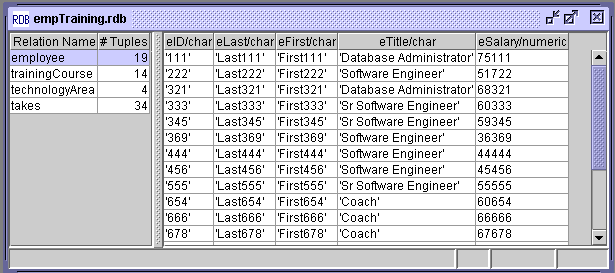 RDB empTraining.rdb
Relation Name # Tuples
employee 19
trainingCourse 14
technologyArea 4
takes 34
eID/char eLast/char eFirst/char eTitle/char eSalary/numeric
'111' 'Last111' 'First111' 'Database Administrator' 75111
'222' 'Last222' 'First222' 'Software Engineer' 51722
'321' 'Last321' 'First321' 'Database Administrator' 68321
'333' 'Last333' 'First333' 'Sr Software Engineer' 60333
'345' 'Last345' 'First345' 'Sr Software Engineer' 59345
'369' 'Last369' 'First369' 'Software Engineer' 36369
'444' 'Last444' 'First444' 'Software Engineer' 44444
'456' 'Last456' 'First456' 'Software Engineer' 45456
'555' 'Last555' 'First555' 'Sr Software Engineer' 55555
'654' 'Last654' 'First654' 'Coach' 60654
'666' 'Last666' 'First666' 'Coach' 66666
'678' 'Last678' 'First678' 'Coach' 67678